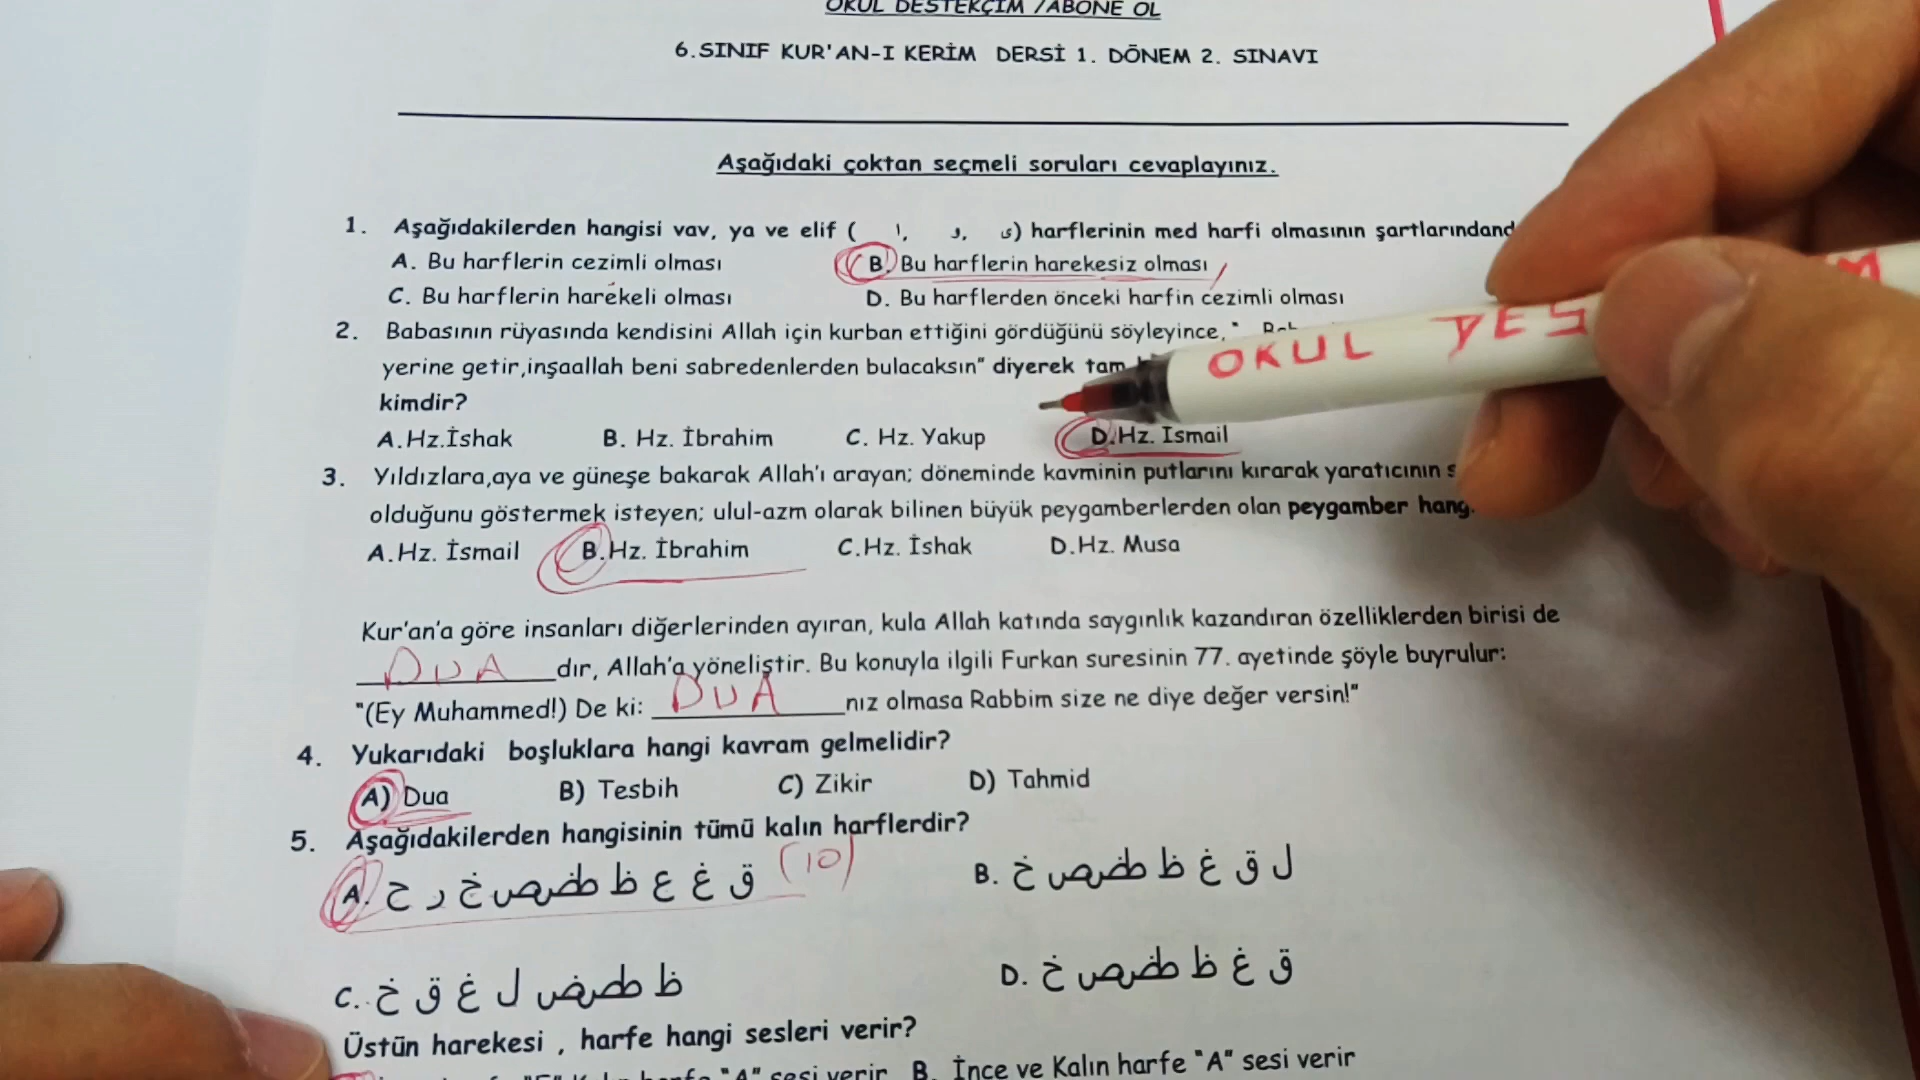 OKUL DESTEKÇİM /ABONE OL
6.SINIF KUR'AN-I KERİM DERSİ 1. DÖNEM 2. SINAVI
Aşağıdaki çoktan seçmeli soruları cevaplayınız.
1. Aşağıdakilerden hangisi vav, ya ve elif ( ا, و, ى) harflerinin med harfi olmasının şartlarındand
A. Bu harflerin cezimli olması B. Bu harflerin harekesiz olması
C. Bu harflerin harekeli olması D. Bu harflerden önceki harfin cezimli olması
2. Babasının rüyasında kendisini Allah için kurban ettiğini gördüğünü söyleyince,"
yerine getir,inşaallah beni sabredenlerden bulacaksın" diyerek tam
kimdir?
A.Hz.İshak B. Hz. İbrahim C. Hz. Yakup D.Hz. Ismail
OKUL DES
3. Yıldızlara,aya ve güneşe bakarak Allah'ı arayan; döneminde kavminin putlarını kırarak yaratıcının
olduğunu göstermek isteyen; ulul-azm olarak bilinen büyük peygamberlerden olan peygamber hang
A.Hz. İsmail B.Hz. İbrahim C.Hz. İshak D.Hz. Musa
Kur'an'a göre insanları diğerlerinden ayıran, kula Allah katında saygınlık kazandıran özelliklerden birisi de
DUA dır, Allah'a yöneliştir. Bu konuyla ilgili Furkan suresinin 77. ayetinde şöyle buyrulur:
"(Ey Muhammed!) De ki: DUA nız olmasa Rabbim size ne diye değer versin!"
4. Yukarıdaki boşluklara hangi kavram gelmelidir?
A) Dua B) Tesbih C) Zikir D) Tahmid
5. Aşağıdakilerden hangisinin tümü kalın harflerdir?
A. ح ر خ ص ض ط ظ ع غ ق (10) B. خ ص ض ط ظ غ ق ل
C. خ ق غ ل ض ص ط ظ D. خ ص ض ط ظ غ ق
Üstün harekesi , harfe hangi sesleri verir?
"A" sesi verir B. İnce ve Kalın harfe "A" sesi verir